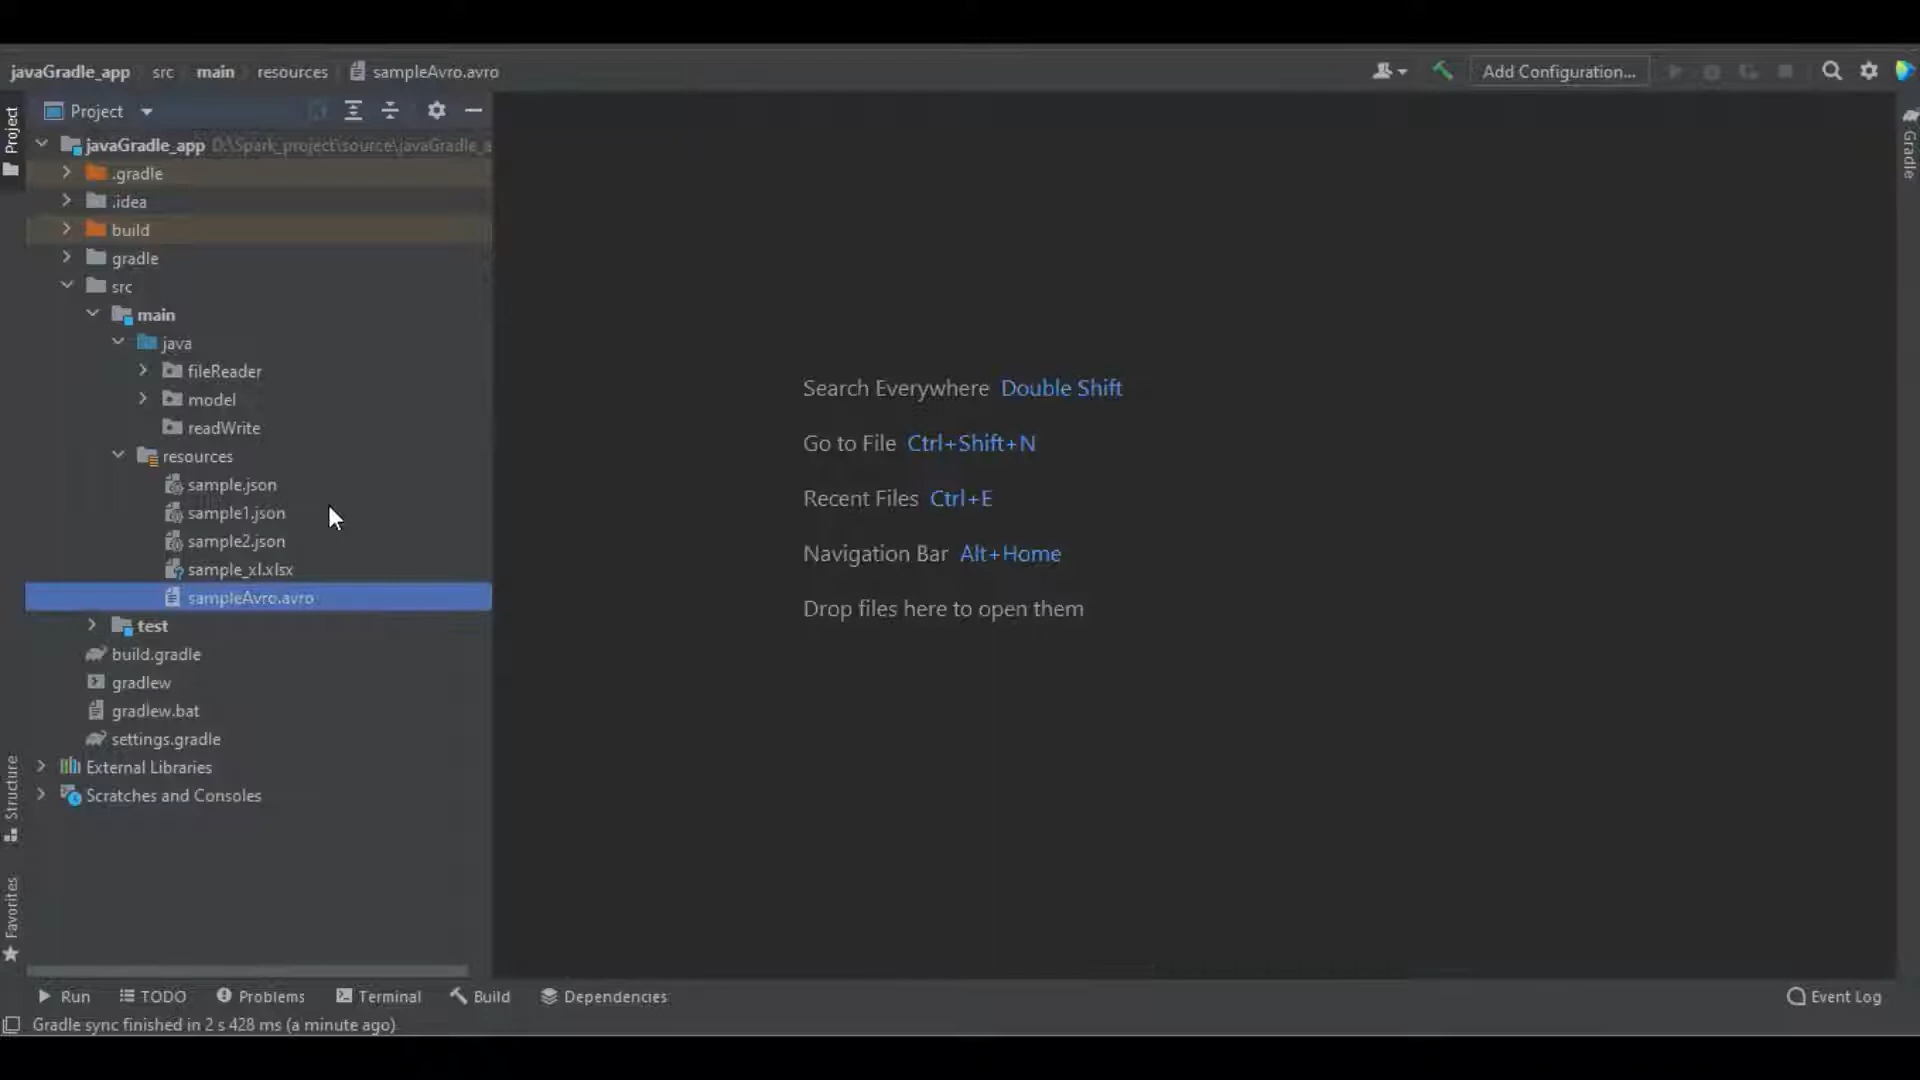 javaGradle_app src main resources sampleAvro.avro
Add Configuration...
Project
Project
Gradle
javaGradle_app D:\Spark_project\source\javaGradle_a
.gradle
.idea
build
gradle
src
main
java
fileReader
model
readWrite
resources
sample.json
sample1.json
sample2.json
sample_xl.xlsx
sampleAvro.avro
test
build.gradle
gradlew
gradlew.bat
settings.gradle
External Libraries
Scratches and Consoles
Structure
Favorites
Search Everywhere Double Shift
Go to File Ctrl+Shift+N
Recent Files Ctrl+E
Navigation Bar Alt+Home
Drop files here to open them
Run TODO Problems Terminal Build Dependencies Event Log
Gradle sync finished in 2 s 428 ms (a minute ago)